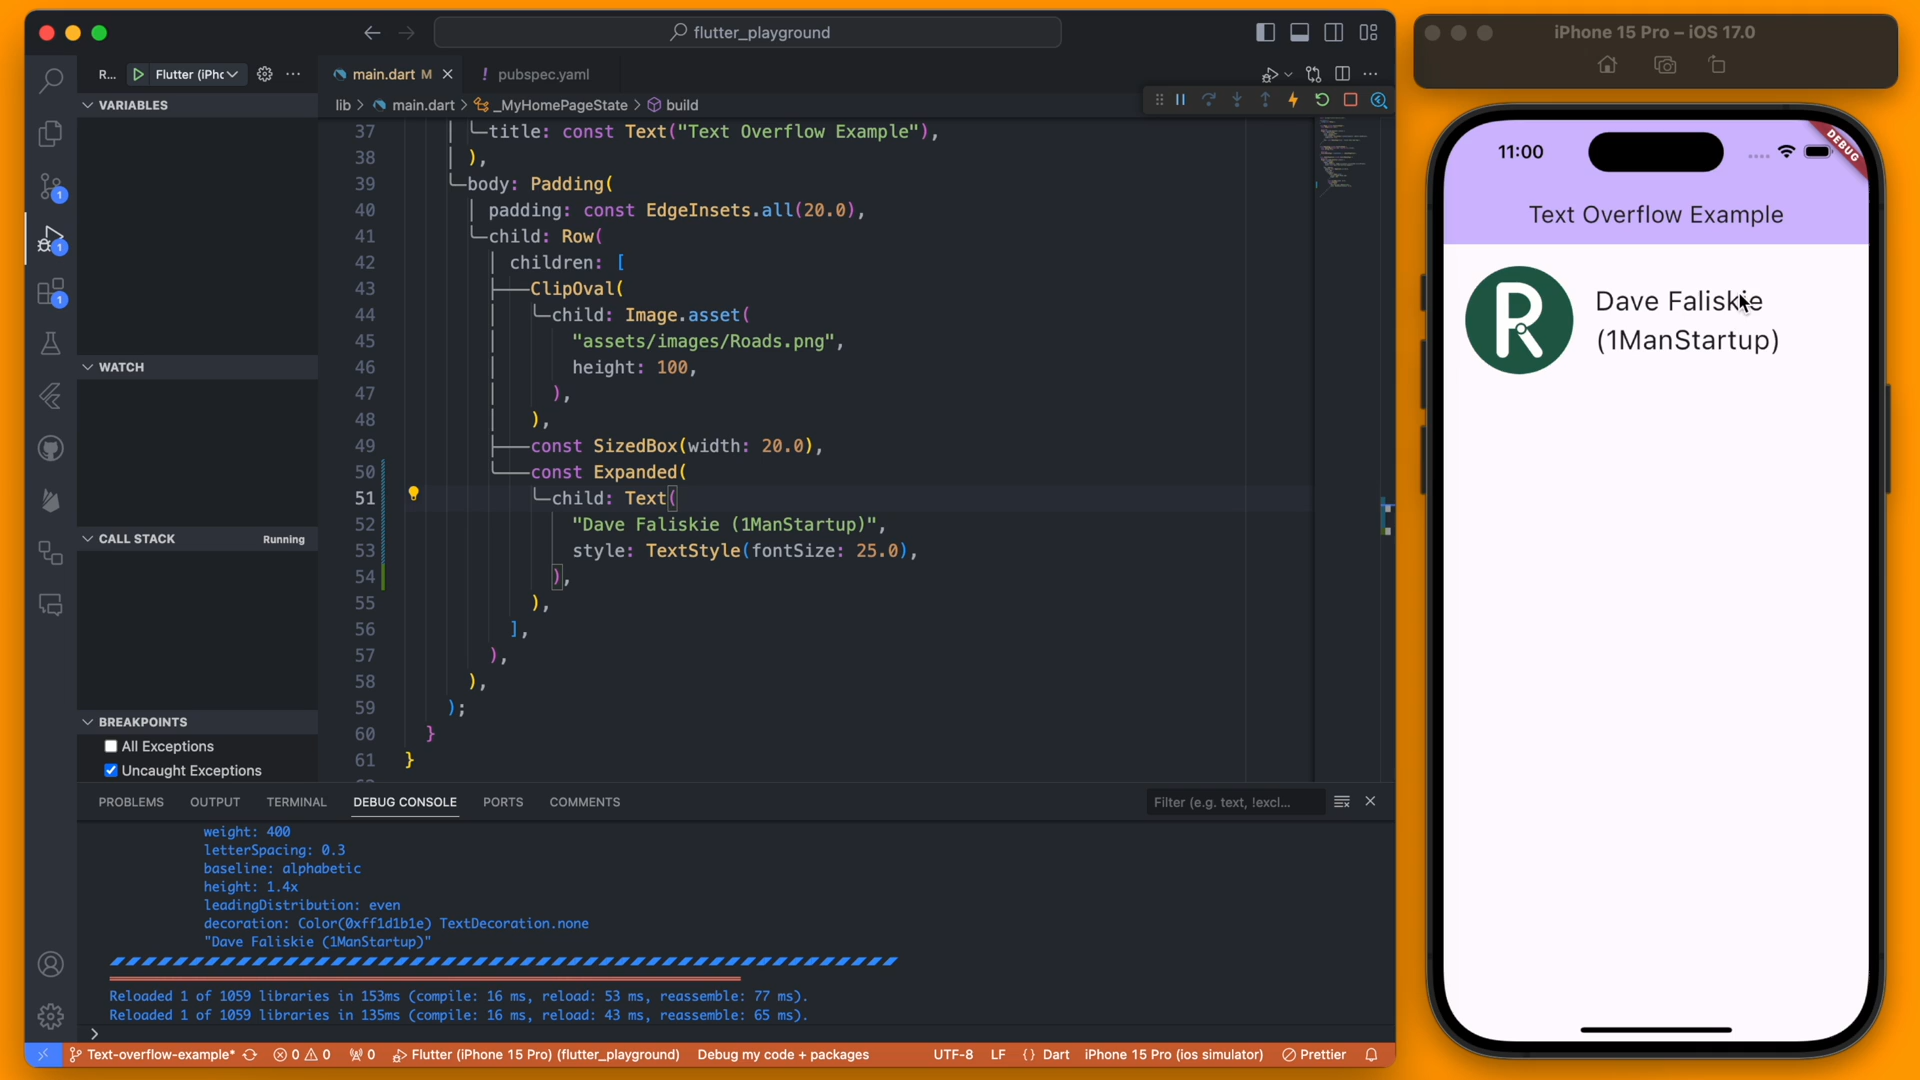 flutter_playground
R...
Flutter (iPhc
main.dart M
! pubspec.yaml
VARIABLES
lib > main.dart > _MyHomePageState > build
37 title: const Text("Text Overflow Example"),
38 ),
39 body: Padding(
40 padding: const EdgeInsets.all(20.0),
41 child: Row(
42 children: [
43 ClipOval(
44 child: Image.asset(
45 "assets/images/Roads.png",
46 height: 100,
47 ),
48 ),
49 const SizedBox(width: 20.0),
50 const Expanded(
51 child: Text(
52 "Dave Faliskie (1ManStartup)",
53 style: TextStyle(fontSize: 25.0),
54 ),
55 ),
56 ],
57 ),
58 ),
59 );
60 }
61 }
1
1
1
WATCH
CALL STACK Running
BREAKPOINTS
All Exceptions
Uncaught Exceptions
PROBLEMS OUTPUT TERMINAL DEBUG CONSOLE PORTS COMMENTS
Filter (e.g. text, !excl...
weight: 400
letterSpacing: 0.3
baseline: alphabetic
height: 1.4x
leadingDistribution: even
decoration: Color(0xff1d1b1e) TextDecoration.none
"Dave Faliskie (1ManStartup)"
Reloaded 1 of 1059 libraries in 153ms (compile: 16 ms, reload: 53 ms, reassemble: 77 ms).
Reloaded 1 of 1059 libraries in 135ms (compile: 16 ms, reload: 43 ms, reassemble: 65 ms).
>
Text-overflow-example* 0 0 0 Flutter (iPhone 15 Pro) (flutter_playground) Debug my code + packages UTF-8 LF {} Dart iPhone 15 Pro (ios simulator) Prettier
iPhone 15 Pro – iOS 17.0
11:00
DEBUG
Text Overflow Example
R
Dave Faliskie
(1ManStartup)